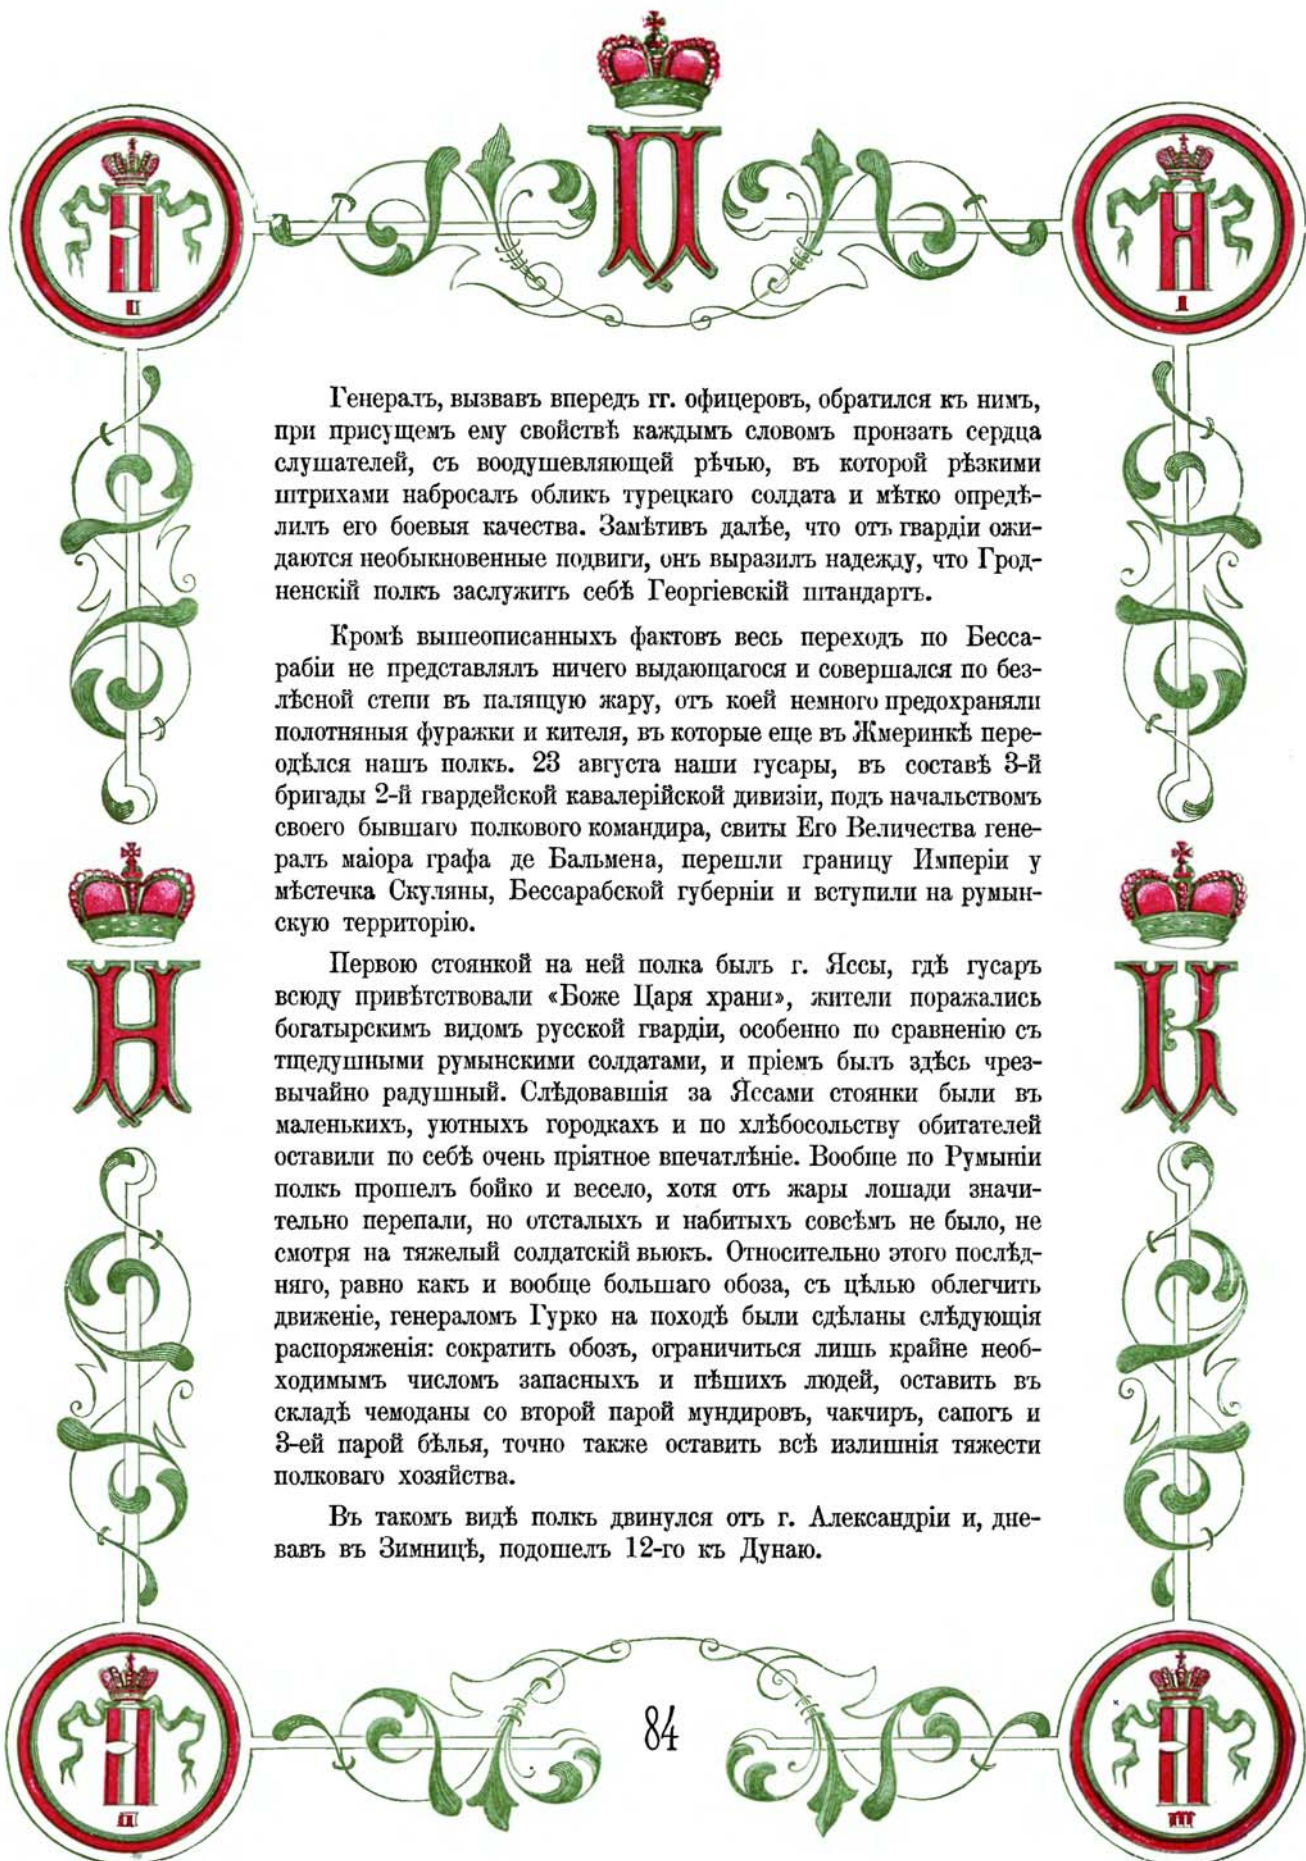 П
II
I
Генералъ, вызвавъ впередъ гг. офицеровъ, обратился къ нимъ,
при присущемъ ему свойствѣ каждымъ словомъ пронзать сердца
слушателей, съ воодушевляющей рѣчью, въ которой рѣзкими
штрихами набросалъ обликъ турецкаго солдата и мѣтко опредѣ-
лилъ его боевыя качества. Замѣтивъ далѣе, что отъ гвардіи ожи-
даются необыкновенные подвиги, онъ выразилъ надежду, что Грод-
ненскій полкъ заслужитъ себѣ Георгіевскій штандартъ.
Кромѣ вышеописанныхъ фактовъ весь переходъ по Бесса-
рабіи не представлялъ ничего выдающагося и совершался по без-
лѣсной степи въ палящую жару, отъ коей немного предохраняли
полотняныя фуражки и кителя, въ которые еще въ Жмеринкѣ пере-
одѣлся нашъ полкъ. 23 августа наши гусары, въ составѣ 3-й
бригады 2-й гвардейской кавалерійской дивизіи, подъ начальствомъ
своего бывшаго полкового командира, свиты Его Величества гене-
ралъ маіора графа де Бальмена, перешли границу Имперіи у
мѣстечка Скуляны, Бессарабской губерніи и вступили на румын-
скую территорію.
Первою стоянкой на ней полка былъ г. Яссы, гдѣ гусаръ
всюду привѣтствовали «Боже Царя храни», жители поражались
богатырскимъ видомъ русской гвардіи, особенно по сравненію съ
тщедушными румынскими солдатами, и пріемъ былъ здѣсь чрез-
вычайно радушный. Слѣдовавшія за Яссами стоянки были въ
маленькихъ, уютныхъ городкахъ и по хлѣбосольству обитателей
оставили по себѣ очень пріятное впечатлѣніе. Вообще по Румыніи
полкъ прошелъ бойко и весело, хотя отъ жары лошади значи-
тельно перепали, но отсталыхъ и набитыхъ совсѣмъ не было, не
смотря на тяжелый солдатскій вьюкъ. Относительно этого послѣд-
няго, равно какъ и вообще большаго обоза, съ цѣлью облегчить
движеніе, генераломъ Гурко на походѣ были сдѣланы слѣдующія
распоряженія: сократить обозъ, ограничиться лишь крайне необ-
ходимымъ числомъ запасныхъ и пѣшихъ людей, оставить въ
складѣ чемоданы со второй парой мундировъ, чакчиръ, сапогъ и
3-ей парой бѣлья, точно также оставить всѣ излишнія тяжести
полковаго хозяйства.
Въ такомъ видѣ полкъ двинулся отъ г. Александріи и, дне-
вавъ въ Зимницѣ, подошелъ 12-го къ Дунаю.
Н
К
84
II
III